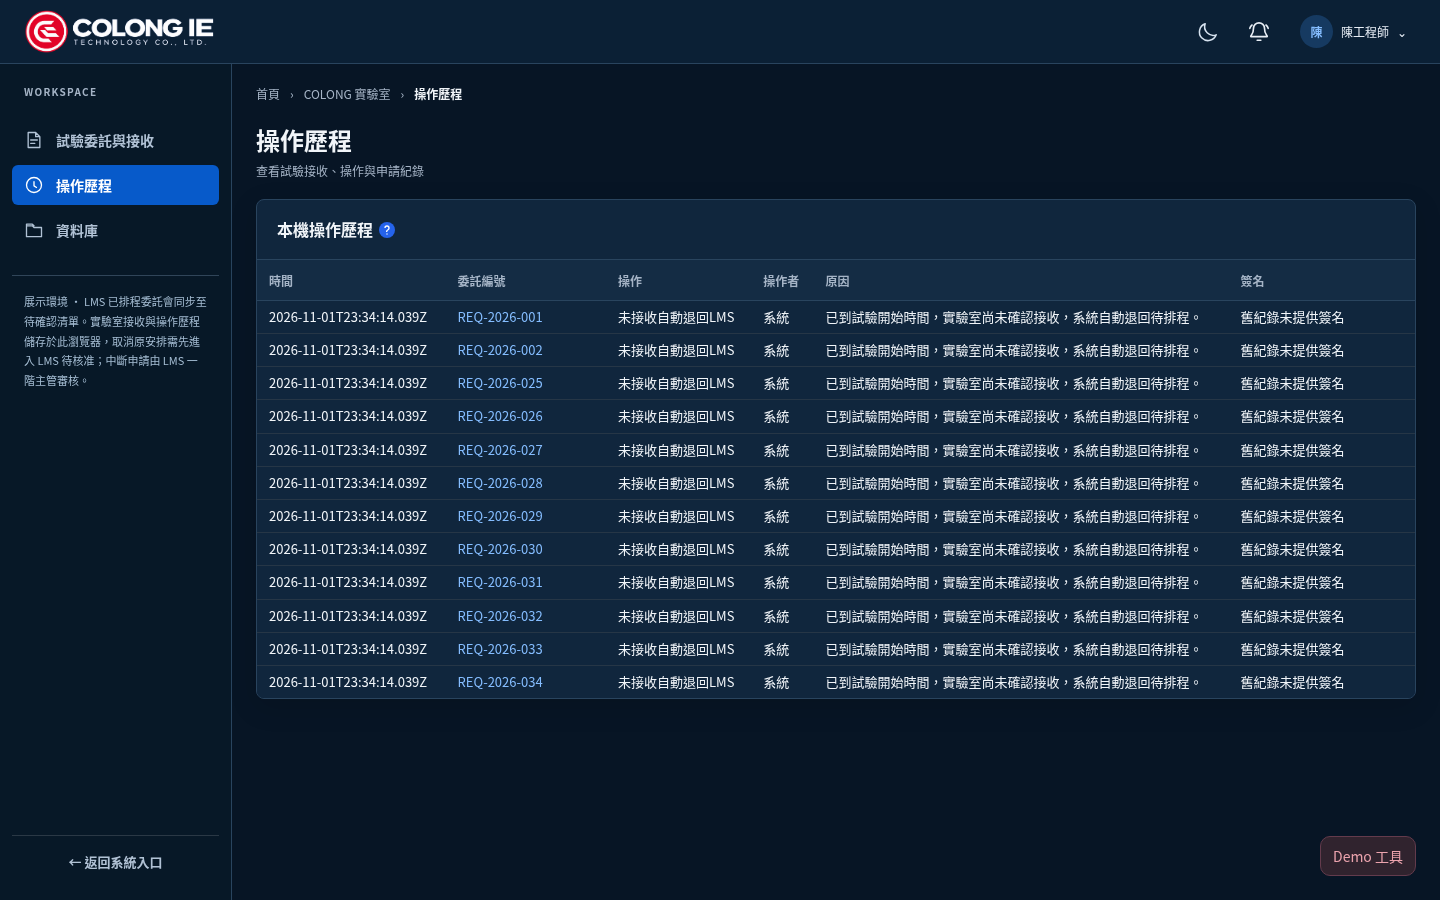 COLONG IE
TECHNOLOGY CO., LTD.
陳 陳工程師
WORKSPACE
試驗委託與接收
操作歷程
資料庫
展示環境 · LMS 已排程委託會同步至
待確認清單。實驗室接收與操作歷程
儲存於此瀏覽器，取消原安排需先進
入 LMS 待核准；中斷申請由 LMS 一
階主管審核。
← 返回系統入口
首頁 › COLONG 實驗室 › 操作歷程
操作歷程
查看試驗接收、操作與申請紀錄
本機操作歷程 ?
時間 委託編號 操作 操作者 原因 簽名
2026-11-01T23:34:14.039Z REQ-2026-001 未接收自動退回LMS 系統 已到試驗開始時間，實驗室尚未確認接收，系統自動退回待排程。 舊紀錄未提供簽名
2026-11-01T23:34:14.039Z REQ-2026-002 未接收自動退回LMS 系統 已到試驗開始時間，實驗室尚未確認接收，系統自動退回待排程。 舊紀錄未提供簽名
2026-11-01T23:34:14.039Z REQ-2026-025 未接收自動退回LMS 系統 已到試驗開始時間，實驗室尚未確認接收，系統自動退回待排程。 舊紀錄未提供簽名
2026-11-01T23:34:14.039Z REQ-2026-026 未接收自動退回LMS 系統 已到試驗開始時間，實驗室尚未確認接收，系統自動退回待排程。 舊紀錄未提供簽名
2026-11-01T23:34:14.039Z REQ-2026-027 未接收自動退回LMS 系統 已到試驗開始時間，實驗室尚未確認接收，系統自動退回待排程。 舊紀錄未提供簽名
2026-11-01T23:34:14.039Z REQ-2026-028 未接收自動退回LMS 系統 已到試驗開始時間，實驗室尚未確認接收，系統自動退回待排程。 舊紀錄未提供簽名
2026-11-01T23:34:14.039Z REQ-2026-029 未接收自動退回LMS 系統 已到試驗開始時間，實驗室尚未確認接收，系統自動退回待排程。 舊紀錄未提供簽名
2026-11-01T23:34:14.039Z REQ-2026-030 未接收自動退回LMS 系統 已到試驗開始時間，實驗室尚未確認接收，系統自動退回待排程。 舊紀錄未提供簽名
2026-11-01T23:34:14.039Z REQ-2026-031 未接收自動退回LMS 系統 已到試驗開始時間，實驗室尚未確認接收，系統自動退回待排程。 舊紀錄未提供簽名
2026-11-01T23:34:14.039Z REQ-2026-032 未接收自動退回LMS 系統 已到試驗開始時間，實驗室尚未確認接收，系統自動退回待排程。 舊紀錄未提供簽名
2026-11-01T23:34:14.039Z REQ-2026-033 未接收自動退回LMS 系統 已到試驗開始時間，實驗室尚未確認接收，系統自動退回待排程。 舊紀錄未提供簽名
2026-11-01T23:34:14.039Z REQ-2026-034 未接收自動退回LMS 系統 已到試驗開始時間，實驗室尚未確認接收，系統自動退回待排程。 舊紀錄未提供簽名
Demo 工具